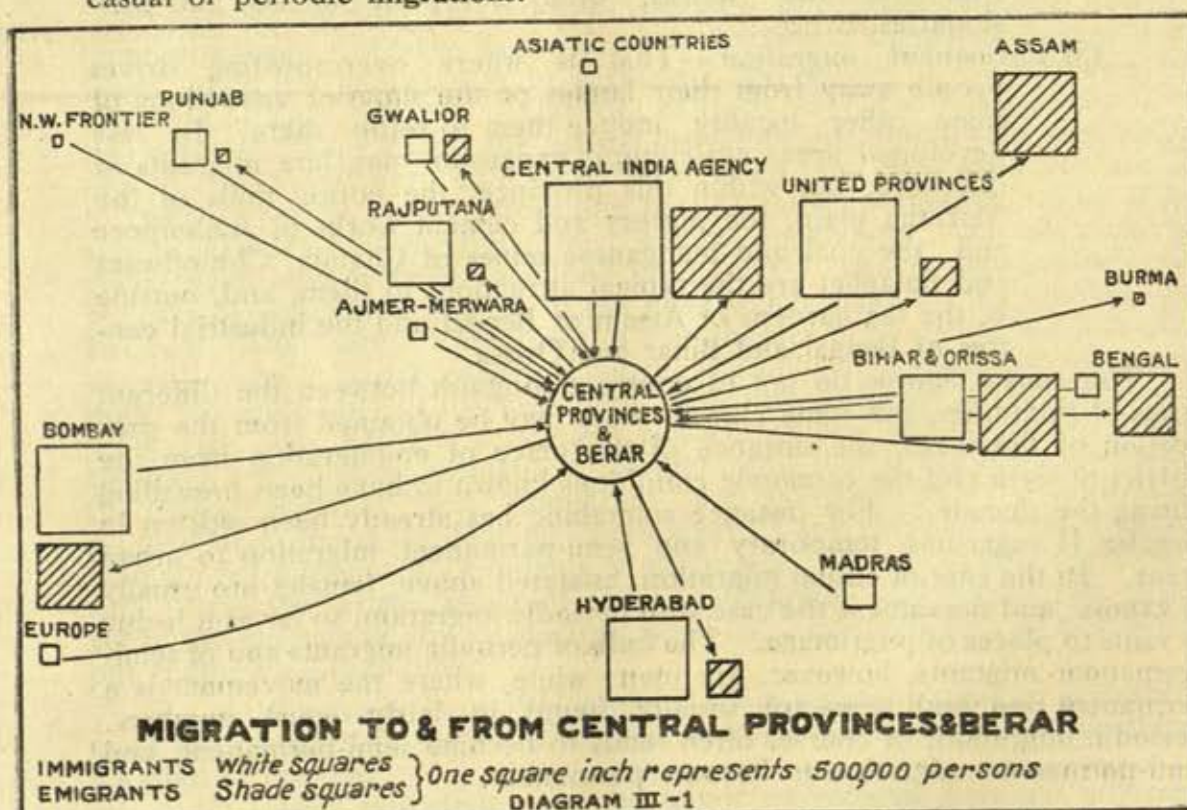 casual or periodic migrations.
ASIATIC COUNTRIES
ASSAM
PUNJAB
N.W. FRONTIER
GWALIOR
CENTRAL INDIA AGENCY
UNITED PROVINCES
RAJPUTANA
AJMER-MERWARA
BURMA
BIHAR & ORISSA
BENGAL
CENTRAL
PROVINCES
&
BERAR
BOMBAY
MADRAS
HYDERABAD
EUROPE
MIGRATION TO & FROM CENTRAL PROVINCES & BERAR
IMMIGRANTS White squares
EMIGRANTS Shade squares } One square inch represents 500,000 persons
DIAGRAM III-1